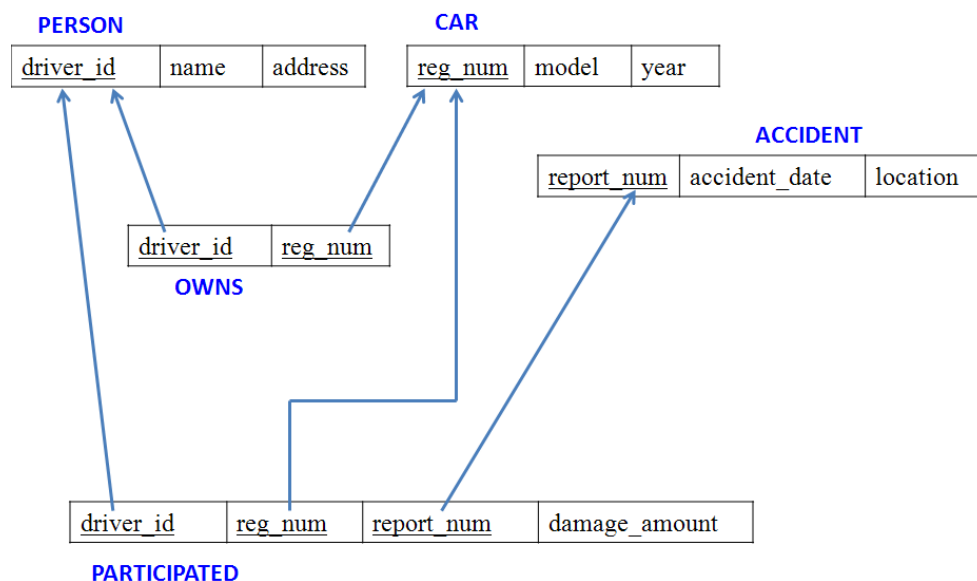 PERSON
driver_id name address
CAR
reg_num model year
ACCIDENT
report_num accident_date location
driver_id reg_num
OWNS
driver_id reg_num report_num damage_amount
PARTICIPATED